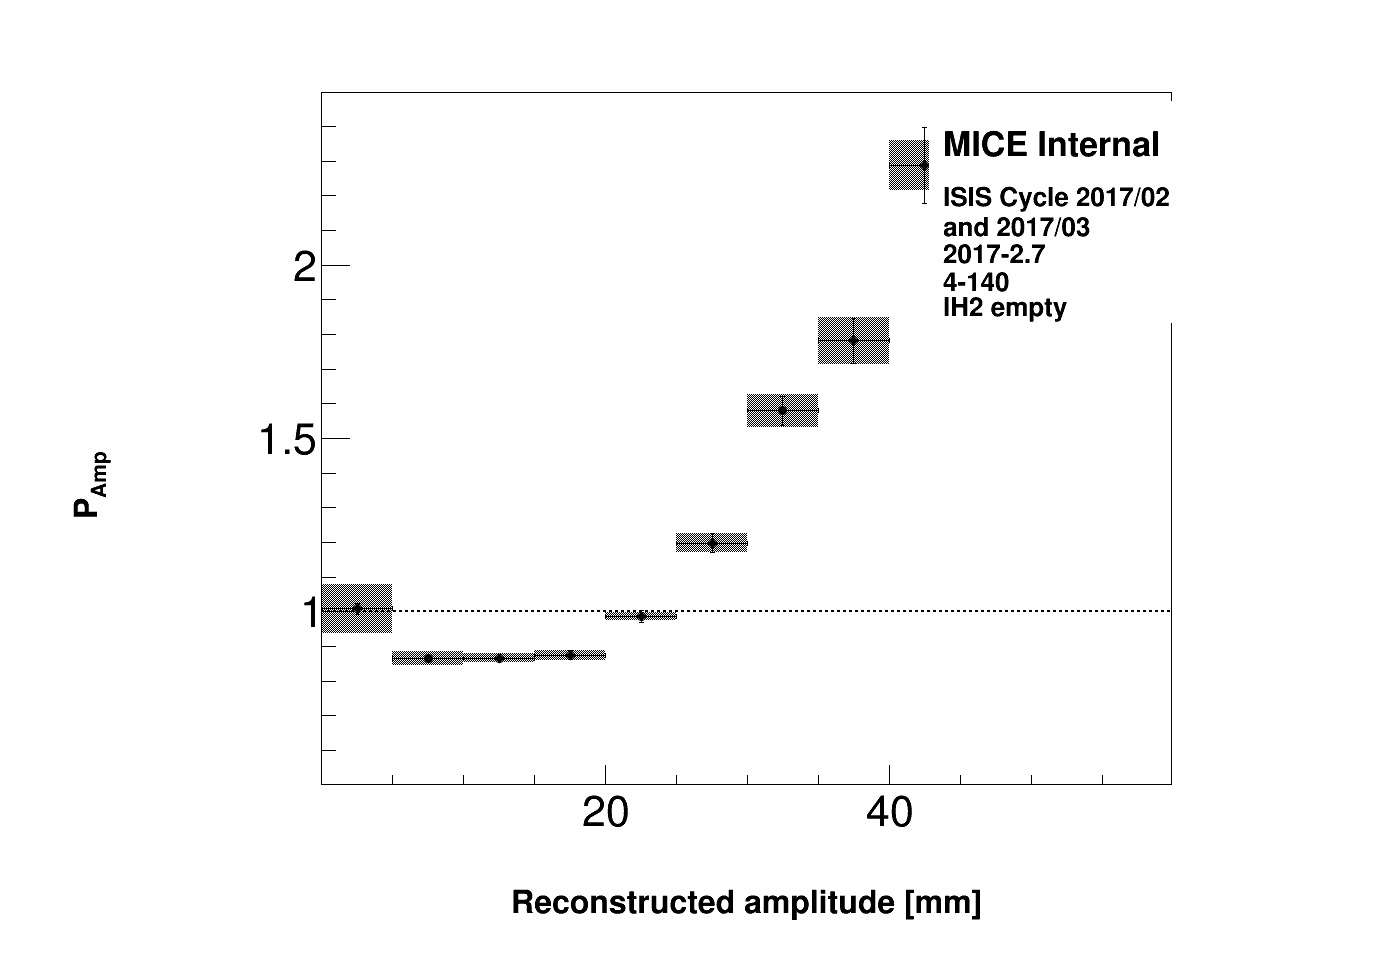 MICE Internal
ISIS Cycle 2017/02
and 2017/03
2017-2.7
4-140
lH2 empty
2
1.5
1
P_Amp
20
40
Reconstructed amplitude [mm]